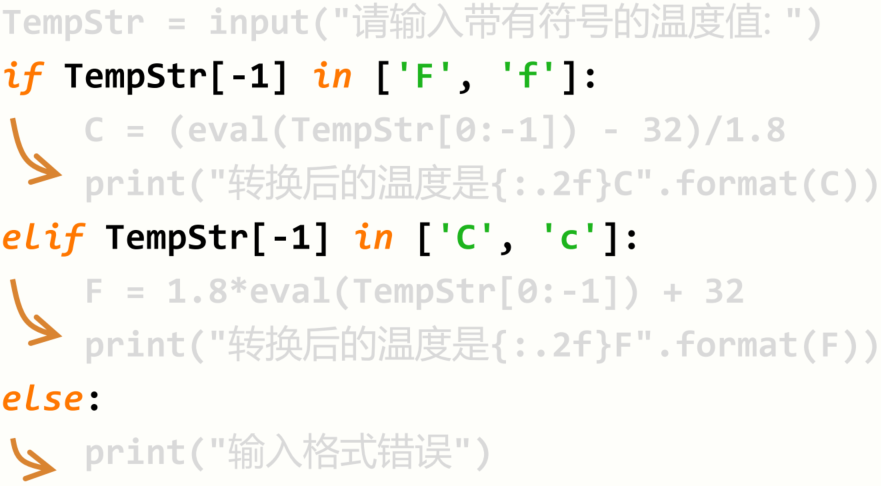 TempStr = input("请输入带有符号的温度值: ")
if TempStr[-1] in ['F', 'f']:
C = (eval(TempStr[0:-1]) - 32)/1.8
print("转换后的温度是{:.2f}C".format(C))
elif TempStr[-1] in ['C', 'c']:
F = 1.8*eval(TempStr[0:-1]) + 32
print("转换后的温度是{:.2f}F".format(F))
else:
print("输入格式错误")